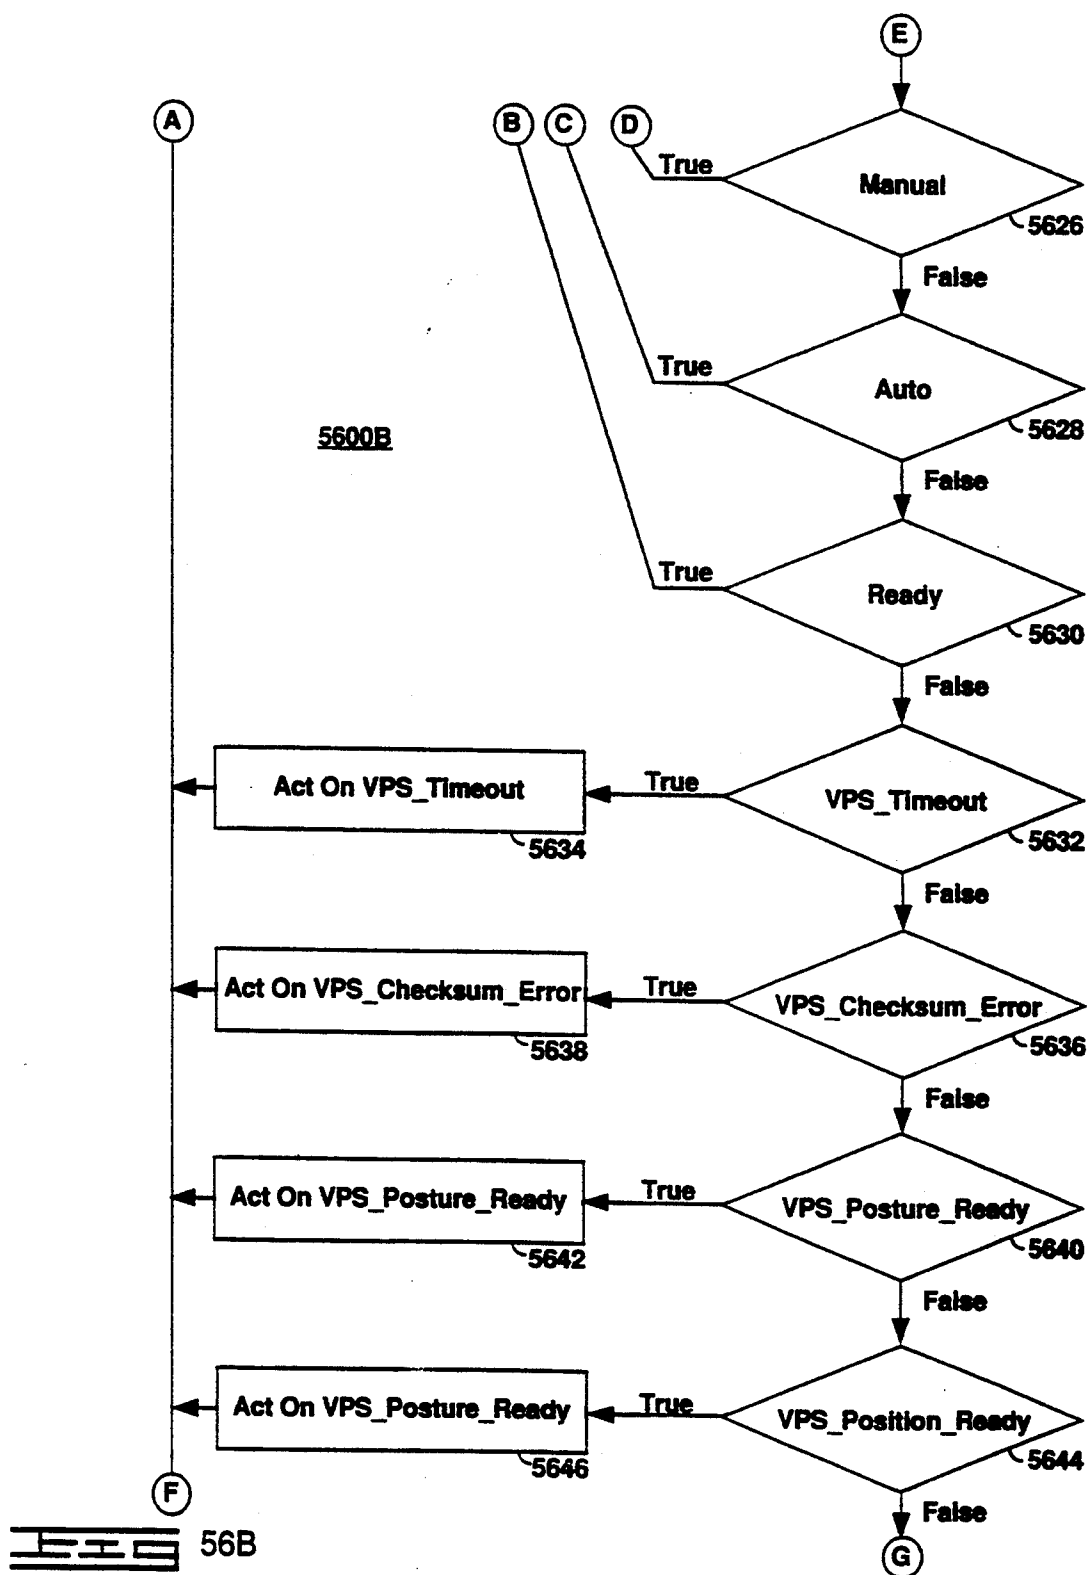 E
A
B
C
D
True
Manual
5626
False
True
Auto
5628
5600B
False
True
Ready
5630
False
Act On VPS_Timeout
True
VPS_Timeout
5634
5632
False
Act On VPS_Checksum_Error
True
VPS_Checksum_Error
5638
5636
False
Act On VPS_Posture_Ready
True
VPS_Posture_Ready
5642
5640
False
Act On VPS_Posture_Ready
True
VPS_Position_Ready
5646
5644
F
False
56B
G